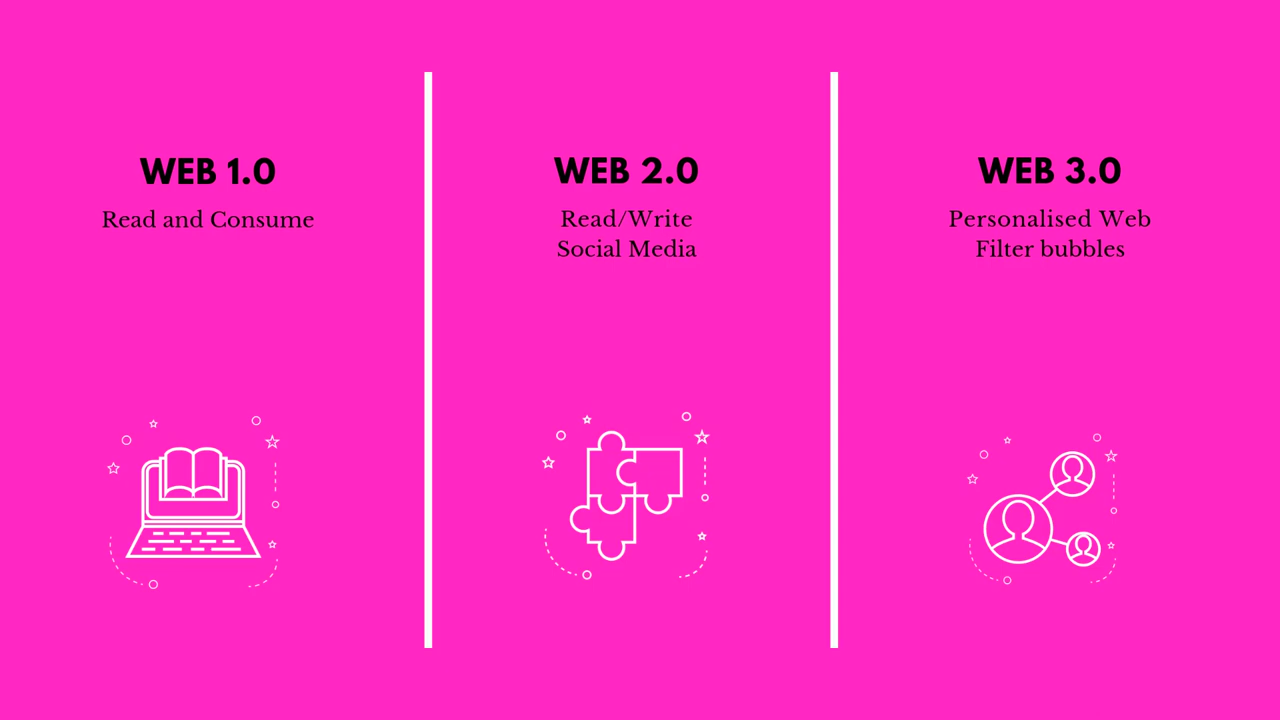 WEB 1.0
Read and Consume
WEB 2.0
Read/Write
Social Media
WEB 3.0
Personalised Web
Filter bubbles